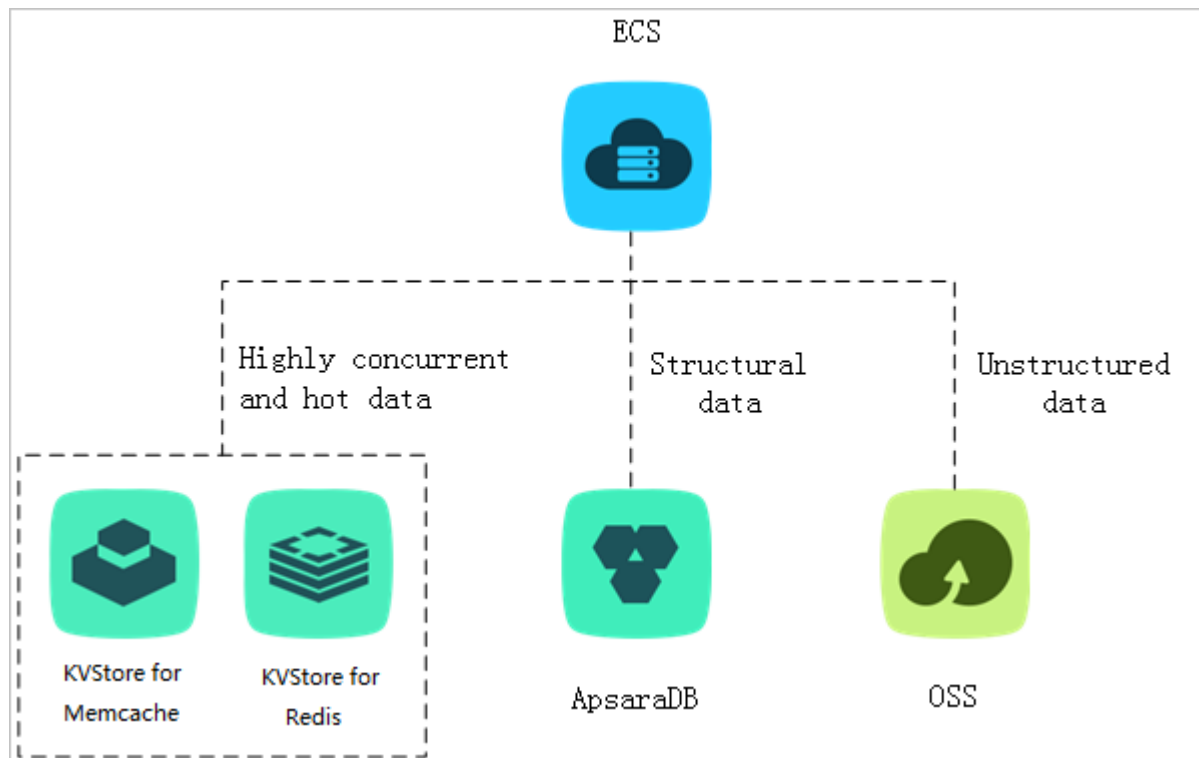 ECS
Highly concurrent
and hot data
Structural
data
Unstructured
data
KVStore for
Memcache
KVStore for
Redis
ApsaraDB
OSS